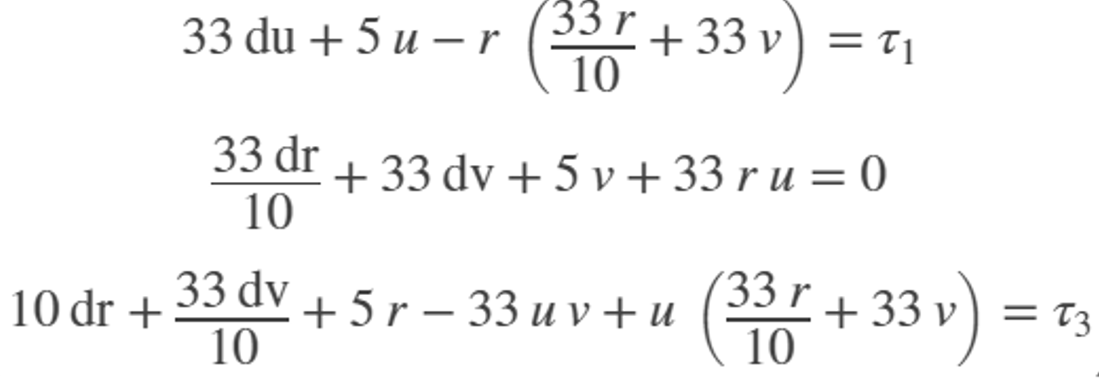 33 du + 5 u − r (33 r/10 + 33 v) = τ₁
33 dr/10 + 33 dv + 5 v + 33 r u = 0
10 dr + 33 dv/10 + 5 r − 33 u v + u (33 r/10 + 33 v) = τ₃